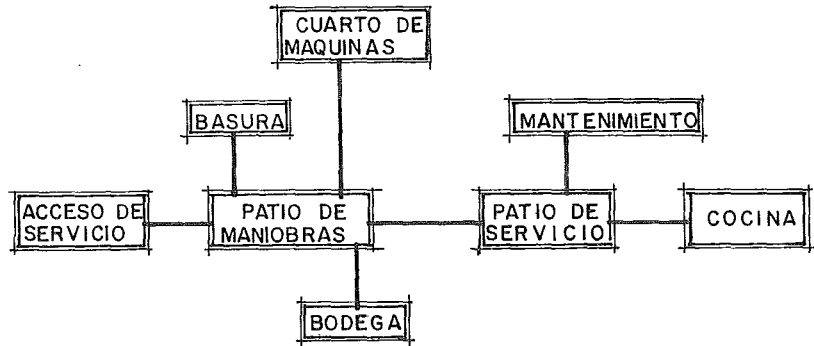 CUARTO DE
MAQUINAS
BASURA
MANTENIMIENTO
ACCESO DE
SERVICIO
PATIO DE
MANIOBRAS
PATIO DE
SERVICIO
COCINA
BODEGA